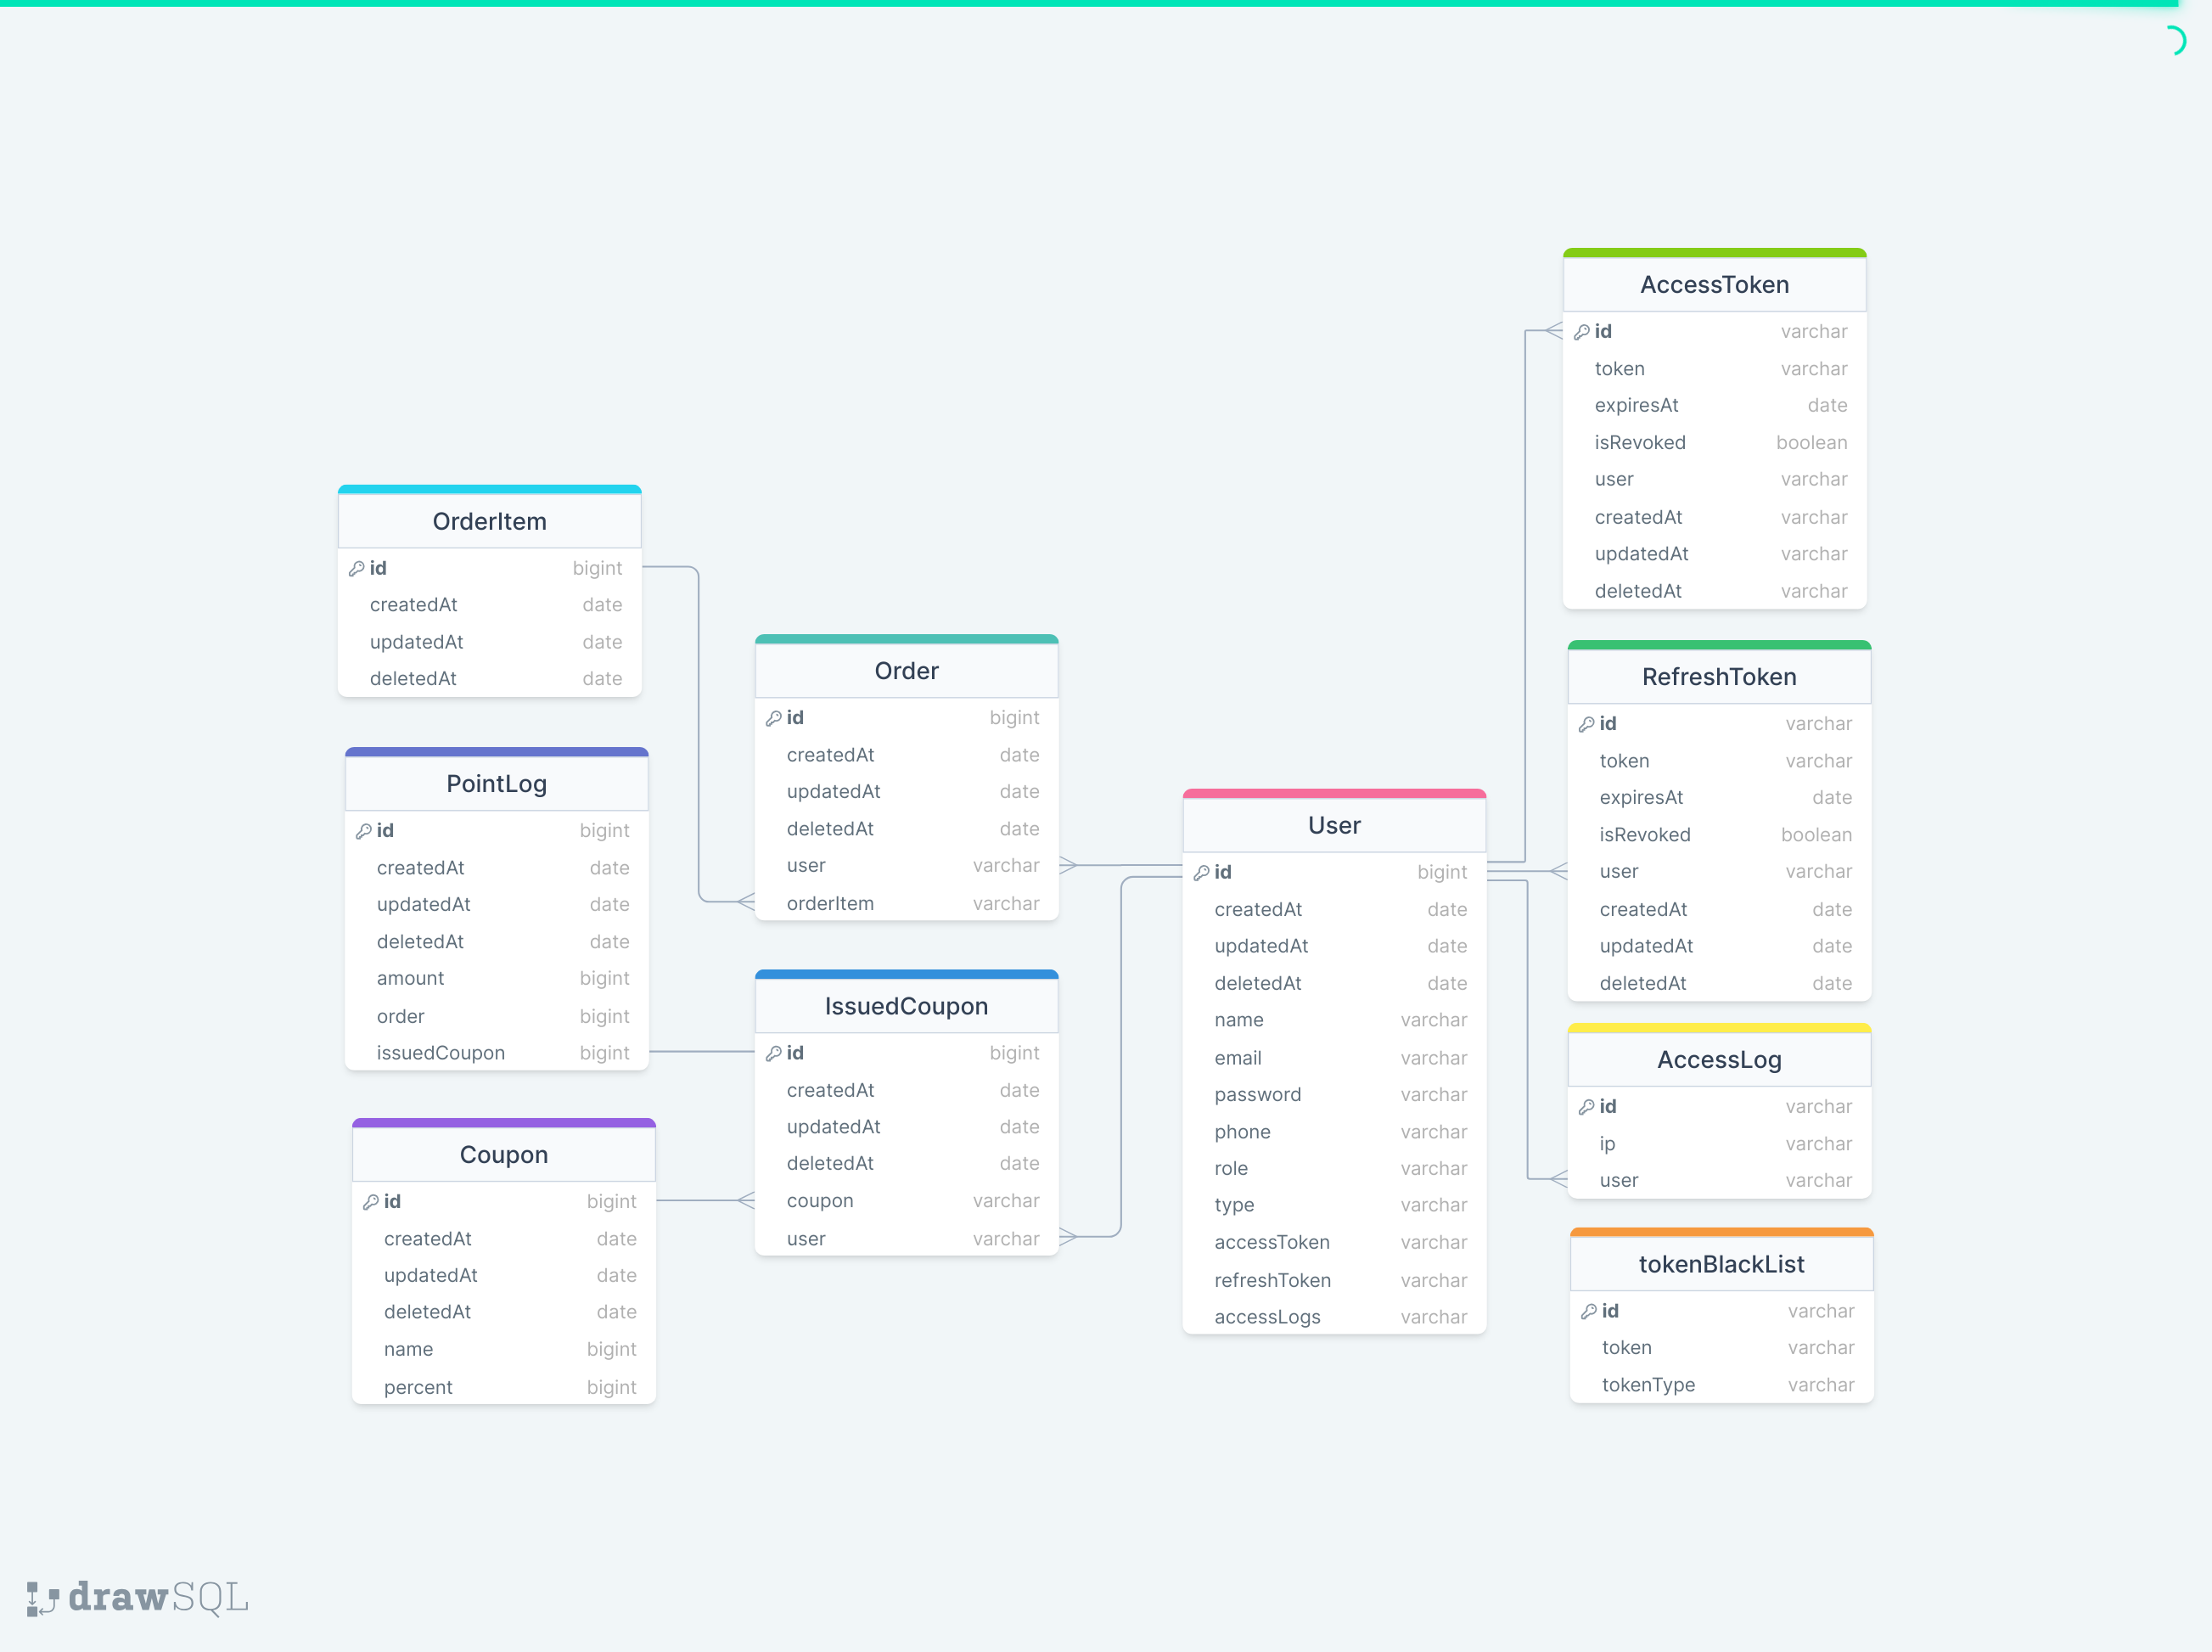 OrderItem
id bigint
createdAt date
updatedAt date
deletedAt date
PointLog
id bigint
createdAt date
updatedAt date
deletedAt date
amount bigint
order bigint
issuedCoupon bigint
Coupon
id bigint
createdAt date
updatedAt date
deletedAt date
name bigint
percent bigint
Order
id bigint
createdAt date
updatedAt date
deletedAt date
user varchar
orderItem varchar
IssuedCoupon
id bigint
createdAt date
updatedAt date
deletedAt date
coupon varchar
user varchar
User
id bigint
createdAt date
updatedAt date
deletedAt date
name varchar
email varchar
password varchar
phone varchar
role varchar
type varchar
accessToken varchar
refreshToken varchar
accessLogs varchar
AccessToken
id varchar
token varchar
expiresAt date
isRevoked boolean
user varchar
createdAt varchar
updatedAt varchar
deletedAt varchar
RefreshToken
id varchar
token varchar
expiresAt date
isRevoked boolean
user varchar
createdAt date
updatedAt date
deletedAt date
AccessLog
id varchar
ip varchar
user varchar
tokenBlackList
id varchar
token varchar
tokenType varchar
drawSQL